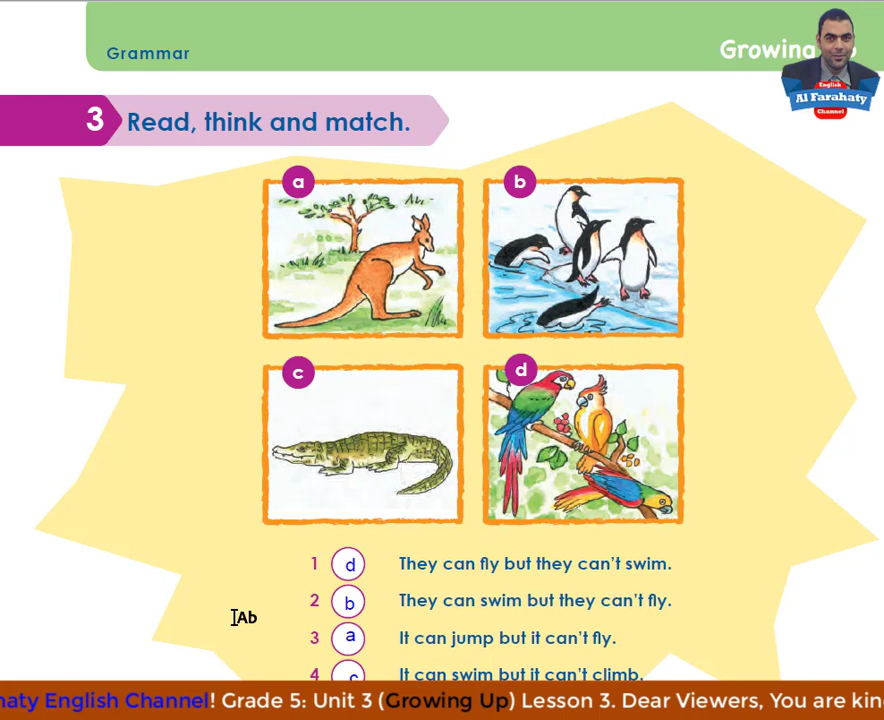 Grammar
Growing
English
Al Farahaty
Channel
3 Read, think and match.
a
b
c
d
1 d They can fly but they can't swim.
2 b They can swim but they can't fly.
Ab
3 a It can jump but it can't fly.
4 c It can swim but it can't climb.
English Channel! Grade 5: Unit 3 (Growing Up) Lesson 3. Dear Viewers, You are